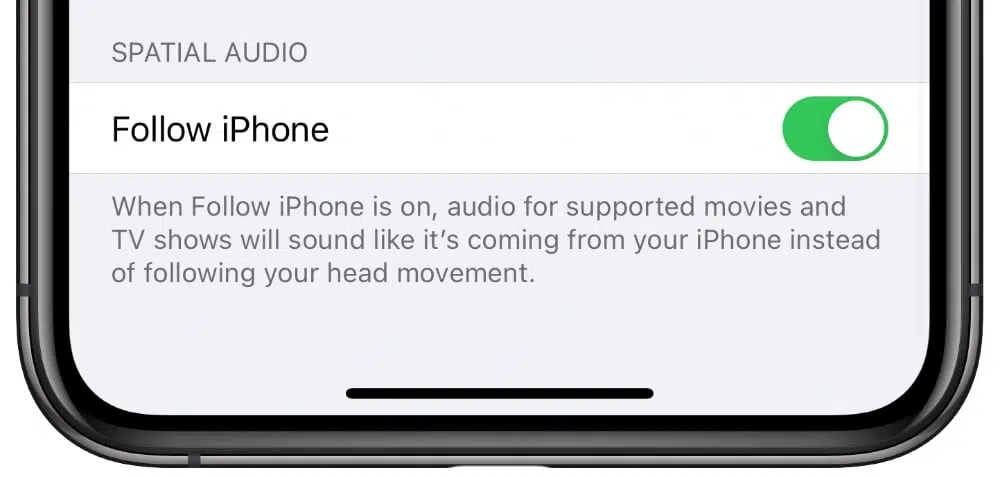 SPATIAL AUDIO
Follow iPhone
When Follow iPhone is on, audio for supported movies and
TV shows will sound like it’s coming from your iPhone instead
of following your head movement.